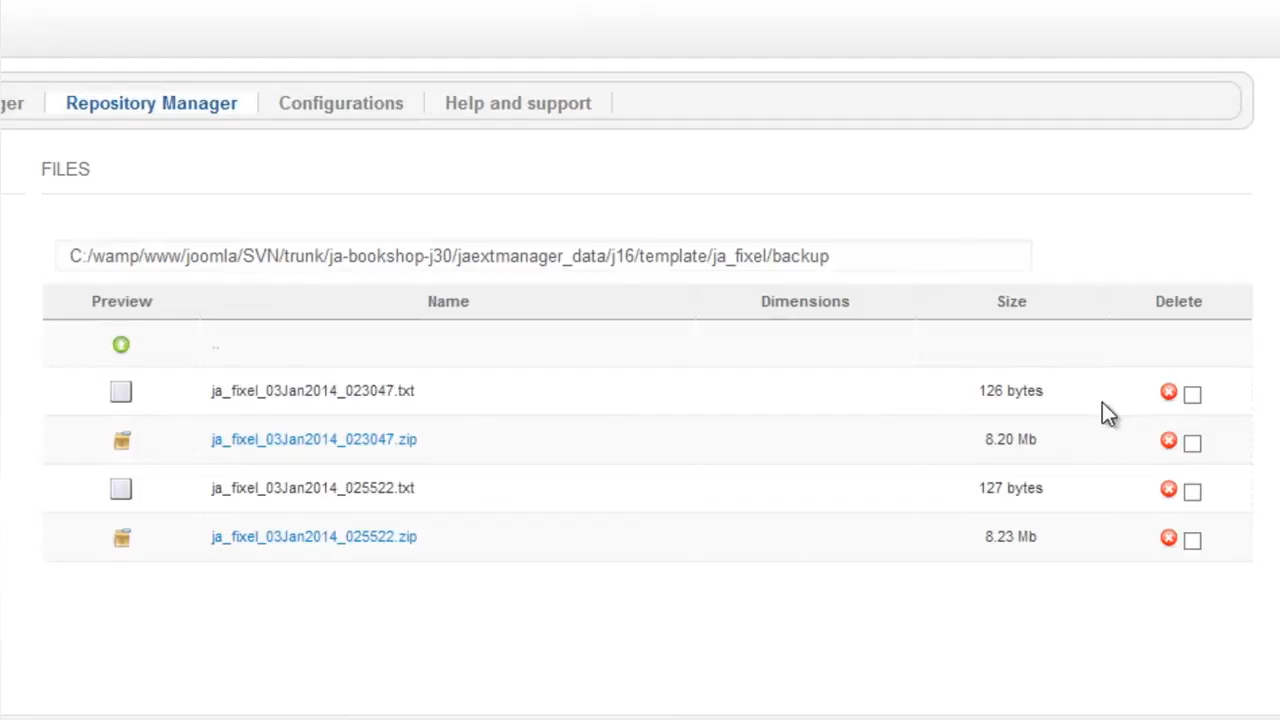 ger Repository Manager Configurations Help and support
FILES
C:/wamp/www/joomla/SVN/trunk/ja-bookshop-j30/jaextmanager_data/j16/template/ja_fixel/backup
Preview Name Dimensions Size Delete
..
ja_fixel_03Jan2014_023047.txt 126 bytes
ja_fixel_03Jan2014_023047.zip 8.20 Mb
ja_fixel_03Jan2014_025522.txt 127 bytes
ja_fixel_03Jan2014_025522.zip 8.23 Mb